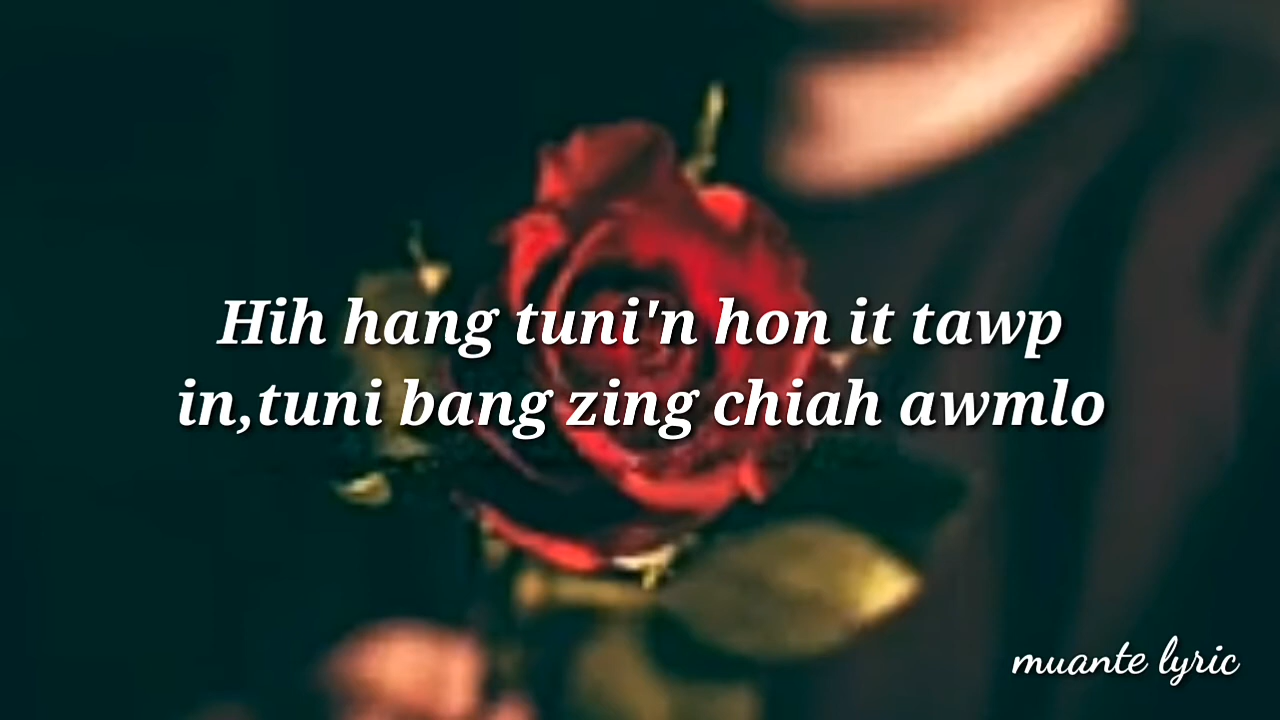 Hih hang tuni'n hon it tawp
in,tuni bang zing chiah awmlo
muante lyric